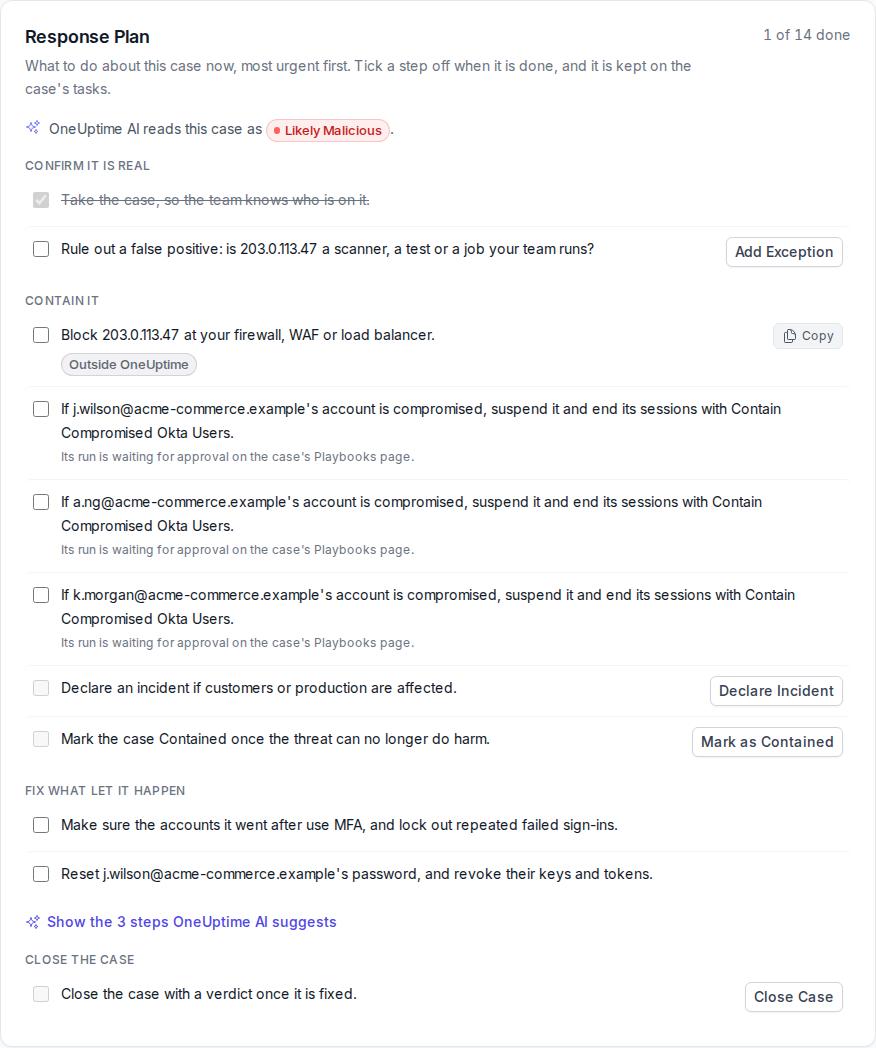 Response Plan
1 of 14 done
What to do about this case now, most urgent first. Tick a step off when it is done, and it is kept on the
case's tasks.
OneUptime AI reads this case as Likely Malicious.
CONFIRM IT IS REAL
Take the case, so the team knows who is on it.
Rule out a false positive: is 203.0.113.47 a scanner, a test or a job your team runs?
Add Exception
CONTAIN IT
Block 203.0.113.47 at your firewall, WAF or load balancer.
Copy
Outside OneUptime
If j.wilson@acme-commerce.example's account is compromised, suspend it and end its sessions with Contain
Compromised Okta Users.
Its run is waiting for approval on the case's Playbooks page.
If a.ng@acme-commerce.example's account is compromised, suspend it and end its sessions with Contain
Compromised Okta Users.
Its run is waiting for approval on the case's Playbooks page.
If k.morgan@acme-commerce.example's account is compromised, suspend it and end its sessions with Contain
Compromised Okta Users.
Its run is waiting for approval on the case's Playbooks page.
Declare an incident if customers or production are affected.
Declare Incident
Mark the case Contained once the threat can no longer do harm.
Mark as Contained
FIX WHAT LET IT HAPPEN
Make sure the accounts it went after use MFA, and lock out repeated failed sign-ins.
Reset j.wilson@acme-commerce.example's password, and revoke their keys and tokens.
Show the 3 steps OneUptime AI suggests
CLOSE THE CASE
Close the case with a verdict once it is fixed.
Close Case